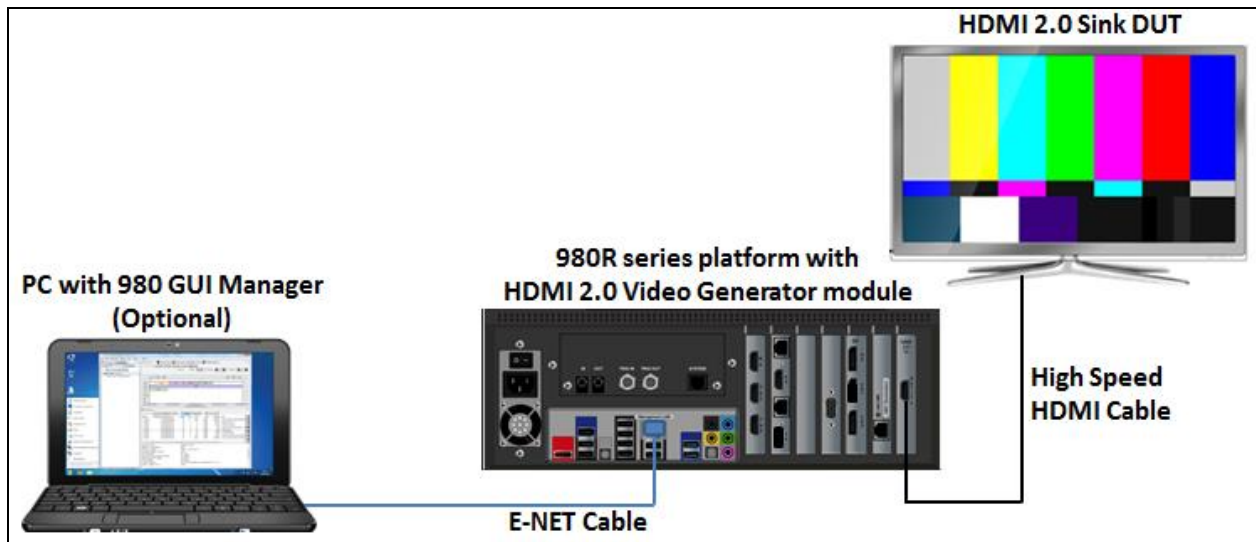 HDMI 2.0 Sink DUT
980R series platform with
HDMI 2.0 Video Generator module
PC with 980 GUI Manager
(Optional)
High Speed
HDMI Cable
E-NET Cable